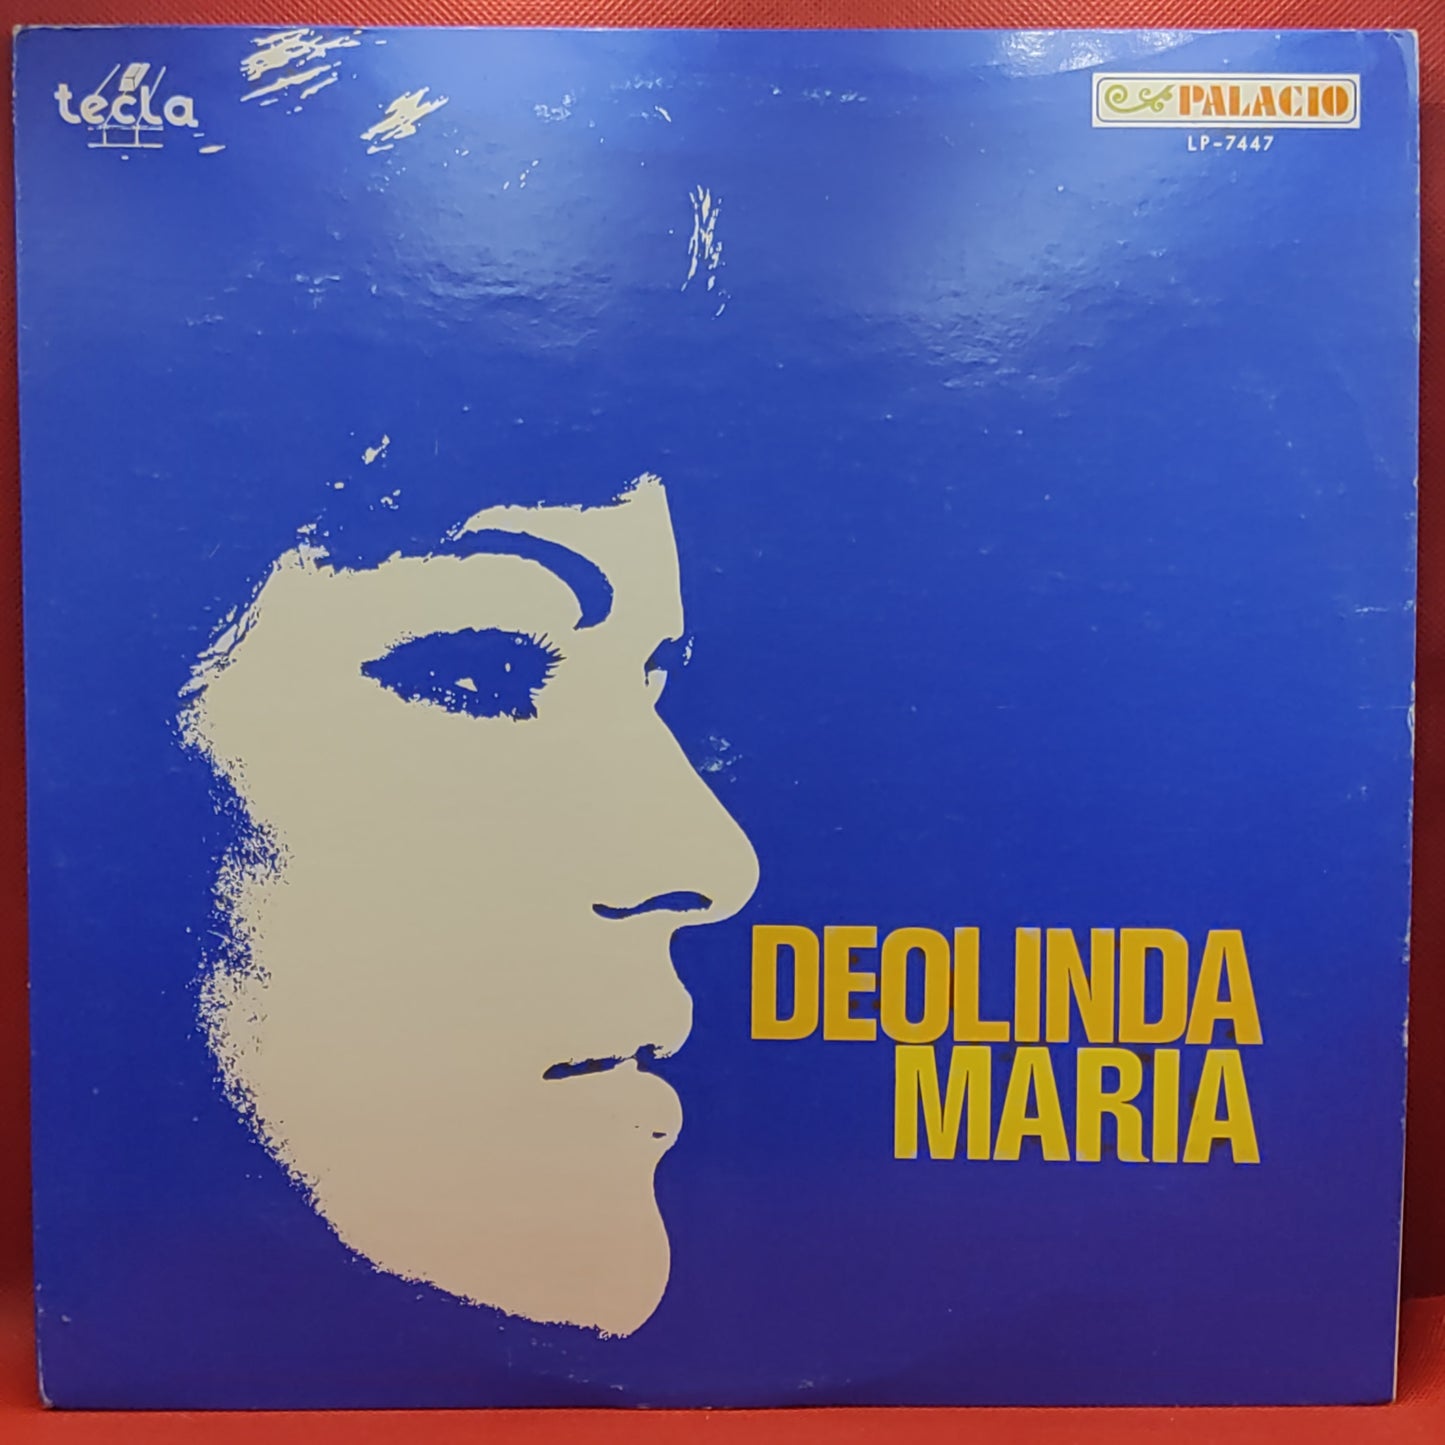 tecla
PALACIO
LP-7447
DEOLINDA
MARIA